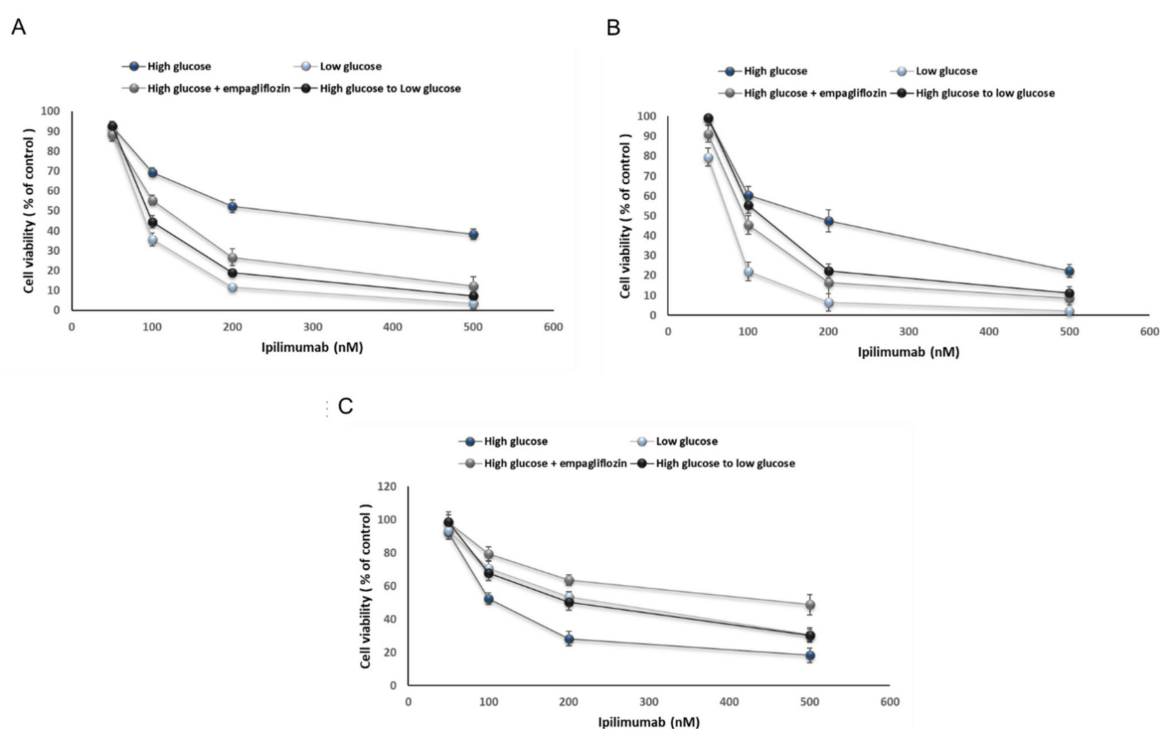 A
High glucose
Low glucose
High glucose + empagliflozin
High glucose to Low glucose
Cell viability ( % of control )
100
90
80
70
60
50
40
30
20
10
0
0 100 200 300 400 500 600
Ipilimumab (nM)
B
High glucose
Low glucose
High glucose + empagliflozin
High glucose to low glucose
Cell viability ( % of control )
100
90
80
70
60
50
40
30
20
10
0
0 100 200 300 400 500 600
Ipilimumab (nM)
C
High glucose
Low glucose
High glucose + empagliflozin
High glucose to low glucose
Cell viability ( % of control )
120
100
80
60
40
20
0
0 100 200 300 400 500 600
Ipilimumab (nM)